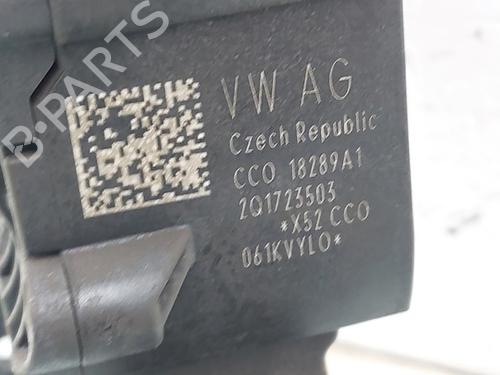 B-PARTS
VW AG
Czech Republic
CCO 18289A1
2Q1723503
*X52 CCO
061KVYLO*